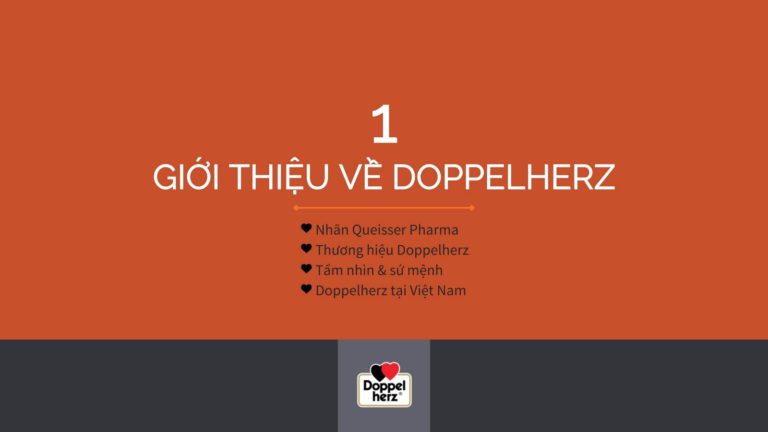 1
GIỚI THIỆU VỀ DOPPELHERZ
Nhãn Queisser Pharma
Thương hiệu Doppelherz
Tầm nhìn & sứ mệnh
Doppelherz tại Việt Nam
Doppel
herz®